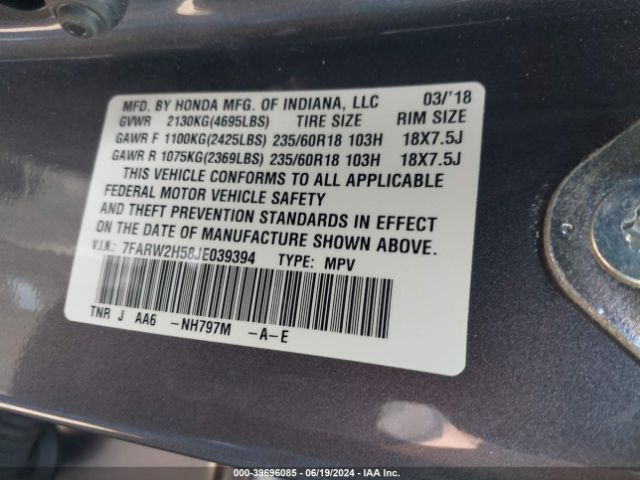 MFD. BY HONDA MFG. OF INDIANA, LLC 03/'18
GVWR 2130KG(4695LBS) TIRE SIZE RIM SIZE
GAWR F 1100KG(2425LBS) 235/60R18 103H 18X7.5J
GAWR R 1075KG(2369LBS) 235/60R18 103H 18X7.5J
THIS VEHICLE CONFORMS TO ALL APPLICABLE
FEDERAL MOTOR VEHICLE SAFETY
AND THEFT PREVENTION STANDARDS IN EFFECT
ON THE DATE OF MANUFACTURE SHOWN ABOVE.
V.I.N.: 7FARW2H58JE039394 TYPE: MPV
TNR J AA6 -NH797M -A-E
000-39696085 - 06/19/2024 - IAA Inc.